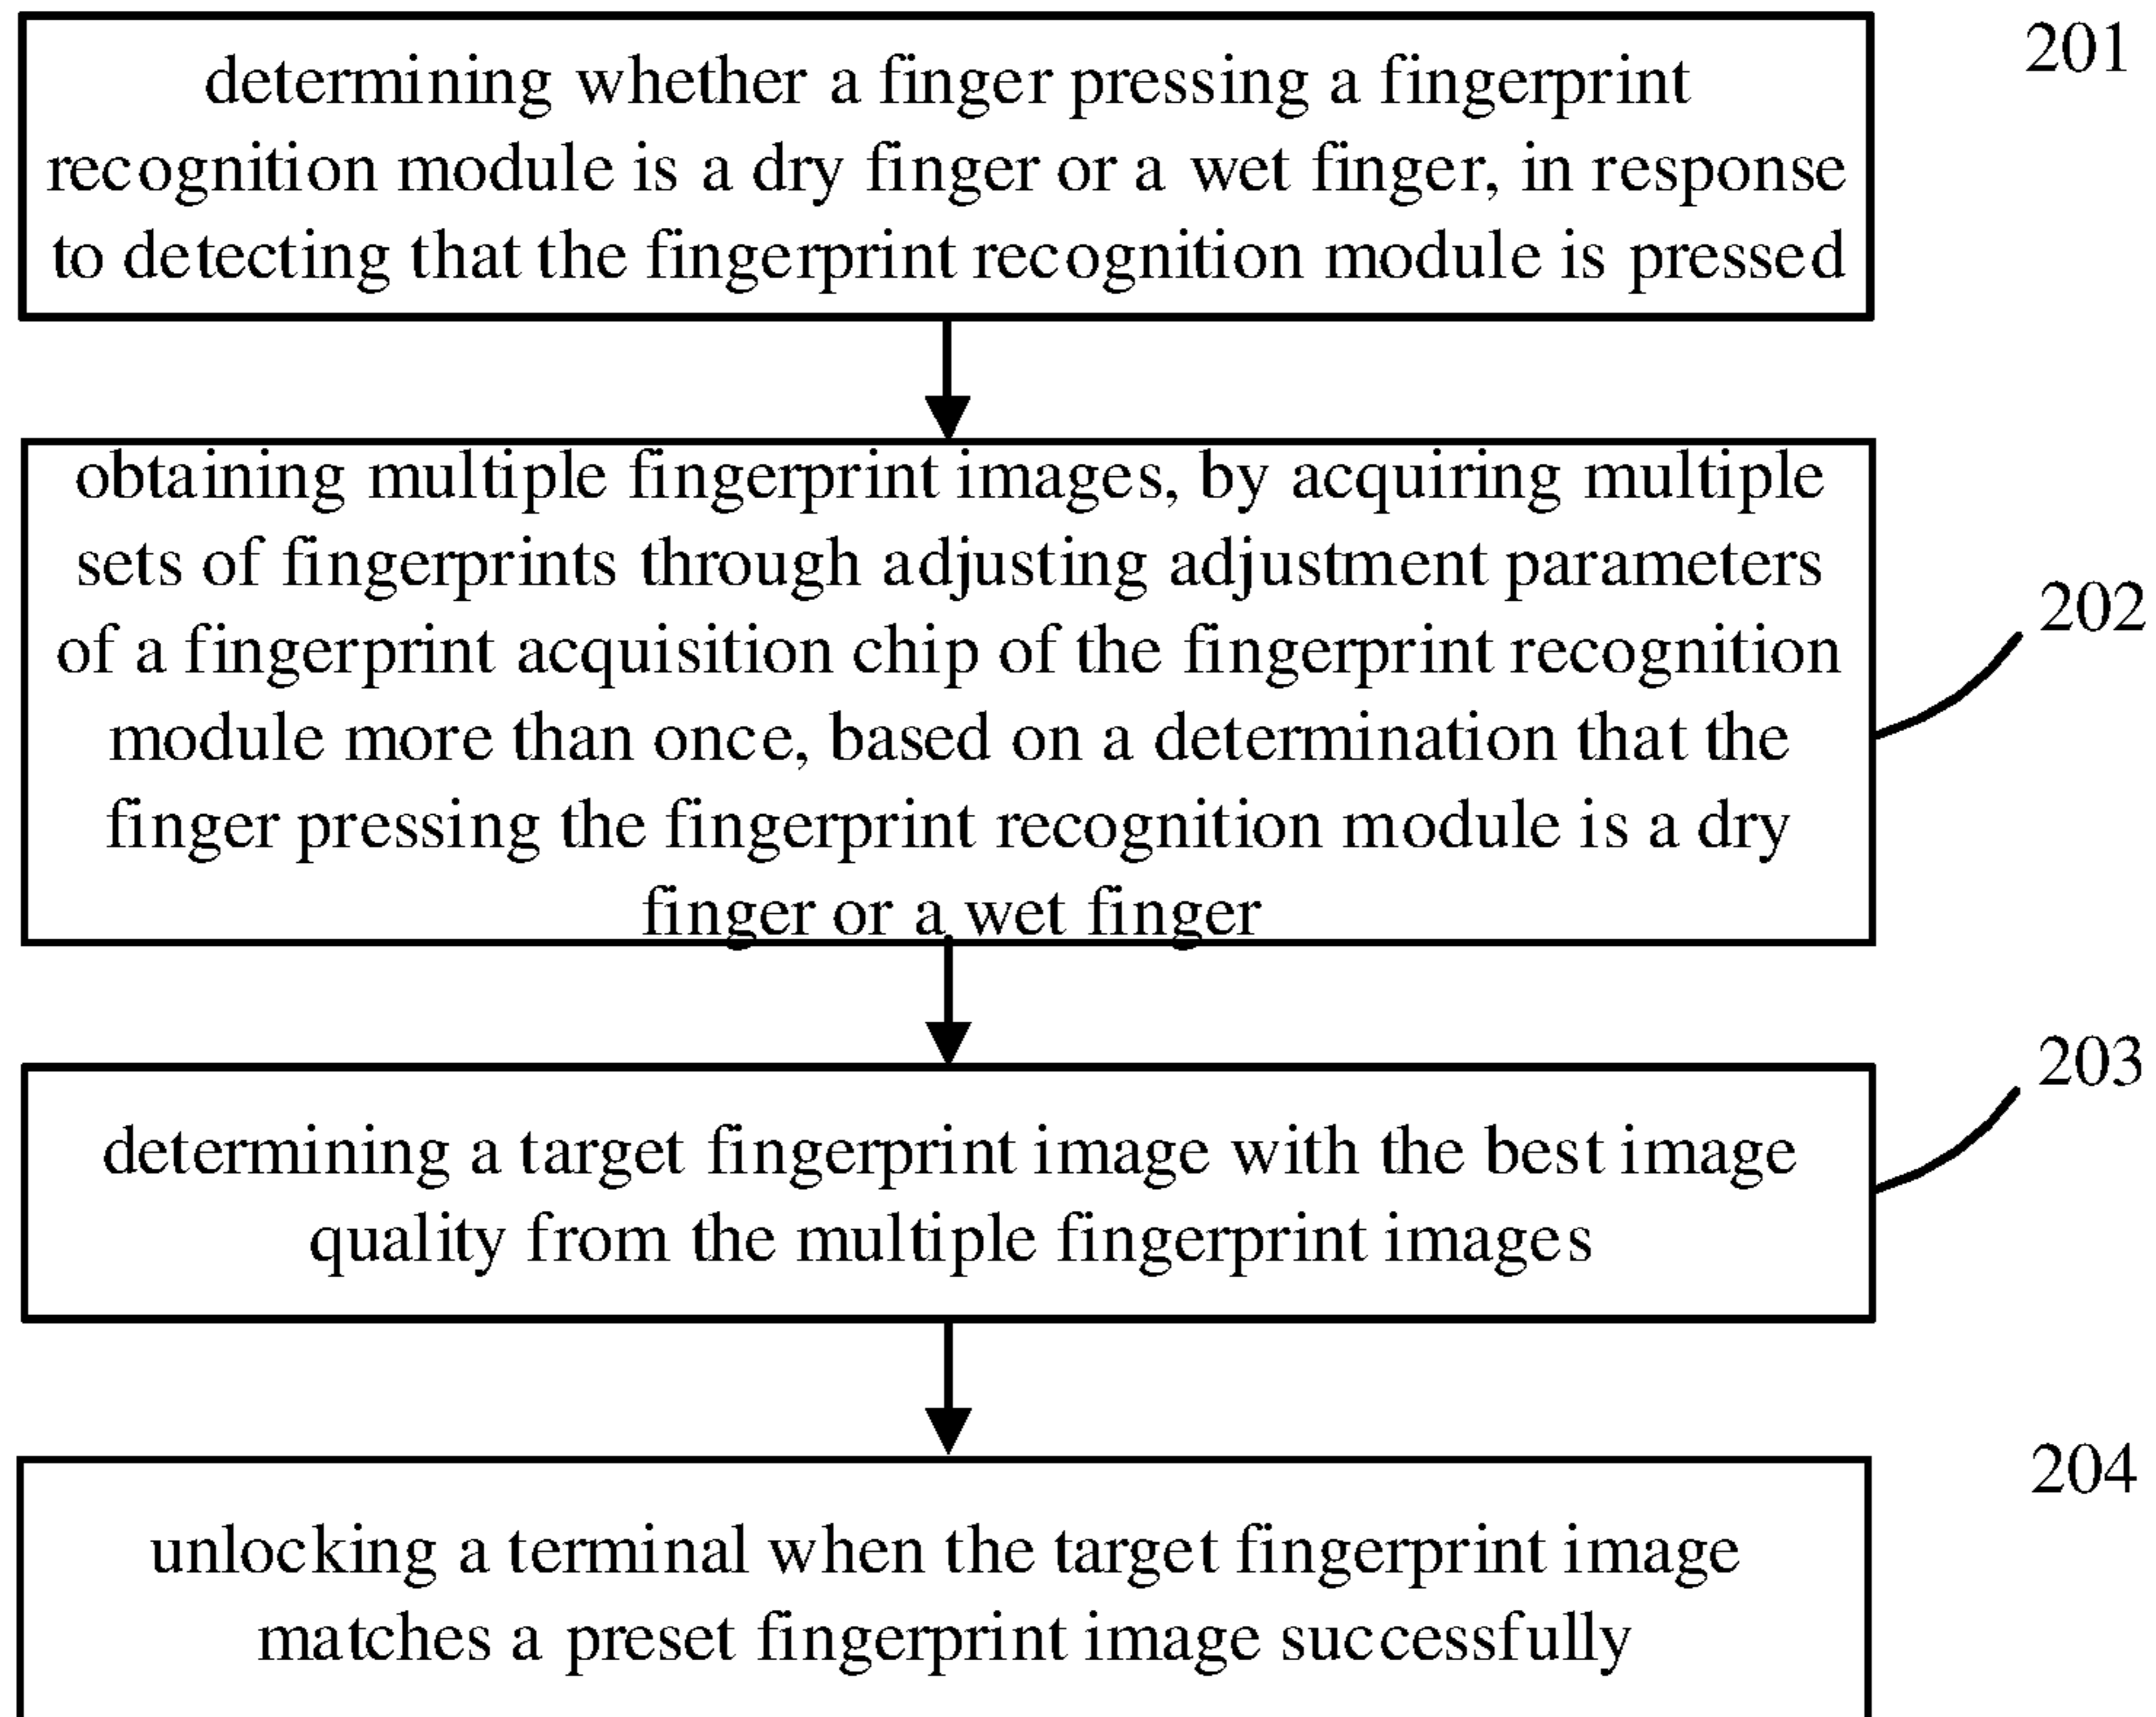 determining whether a finger pressing a fingerprint
recognition module is a dry finger or a wet finger, in response
to detecting that the fingerprint recognition module is pressed
201
obtaining multiple fingerprint images, by acquiring multiple
sets of fingerprints through adjusting adjustment parameters
of a fingerprint acquisition chip of the fingerprint recognition
module more than once, based on a determination that the
finger pressing the fingerprint recognition module is a dry
finger or a wet finger
202
determining a target fingerprint image with the best image
quality from the multiple fingerprint images
203
unlocking a terminal when the target fingerprint image
matches a preset fingerprint image successfully
204